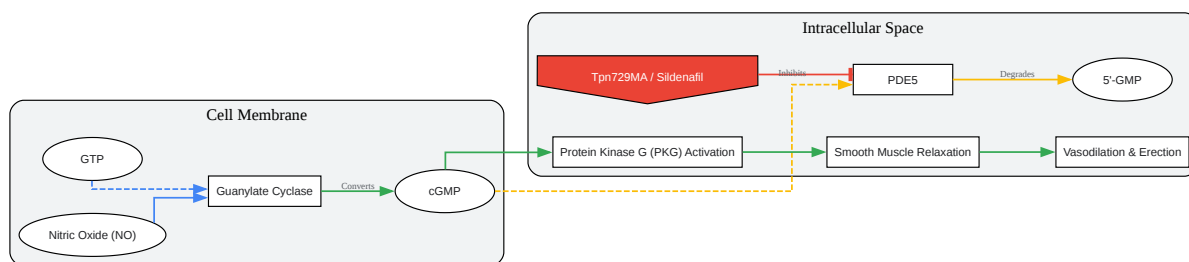 Intracellular Space
Tpn729MA / Sildenafil
Inhibits
PDE5
Degrades
5'-GMP
Cell Membrane
GTP
Guanylate Cyclase
Converts
cGMP
Nitric Oxide (NO)
Protein Kinase G (PKG) Activation
Smooth Muscle Relaxation
Vasodilation & Erection